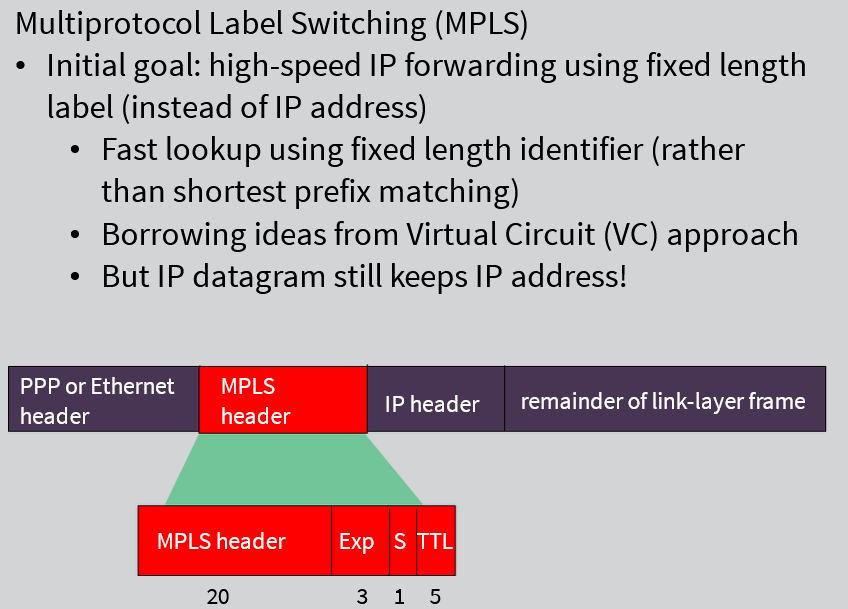 Multiprotocol Label Switching (MPLS)
• Initial goal: high-speed IP forwarding using fixed length
label (instead of IP address)
• Fast lookup using fixed length identifier (rather
than shortest prefix matching)
• Borrowing ideas from Virtual Circuit (VC) approach
• But IP datagram still keeps IP address!
PPP or Ethernet
header
MPLS
header
IP header
remainder of link-layer frame
MPLS header
Exp
S
TTL
20
3
1
5